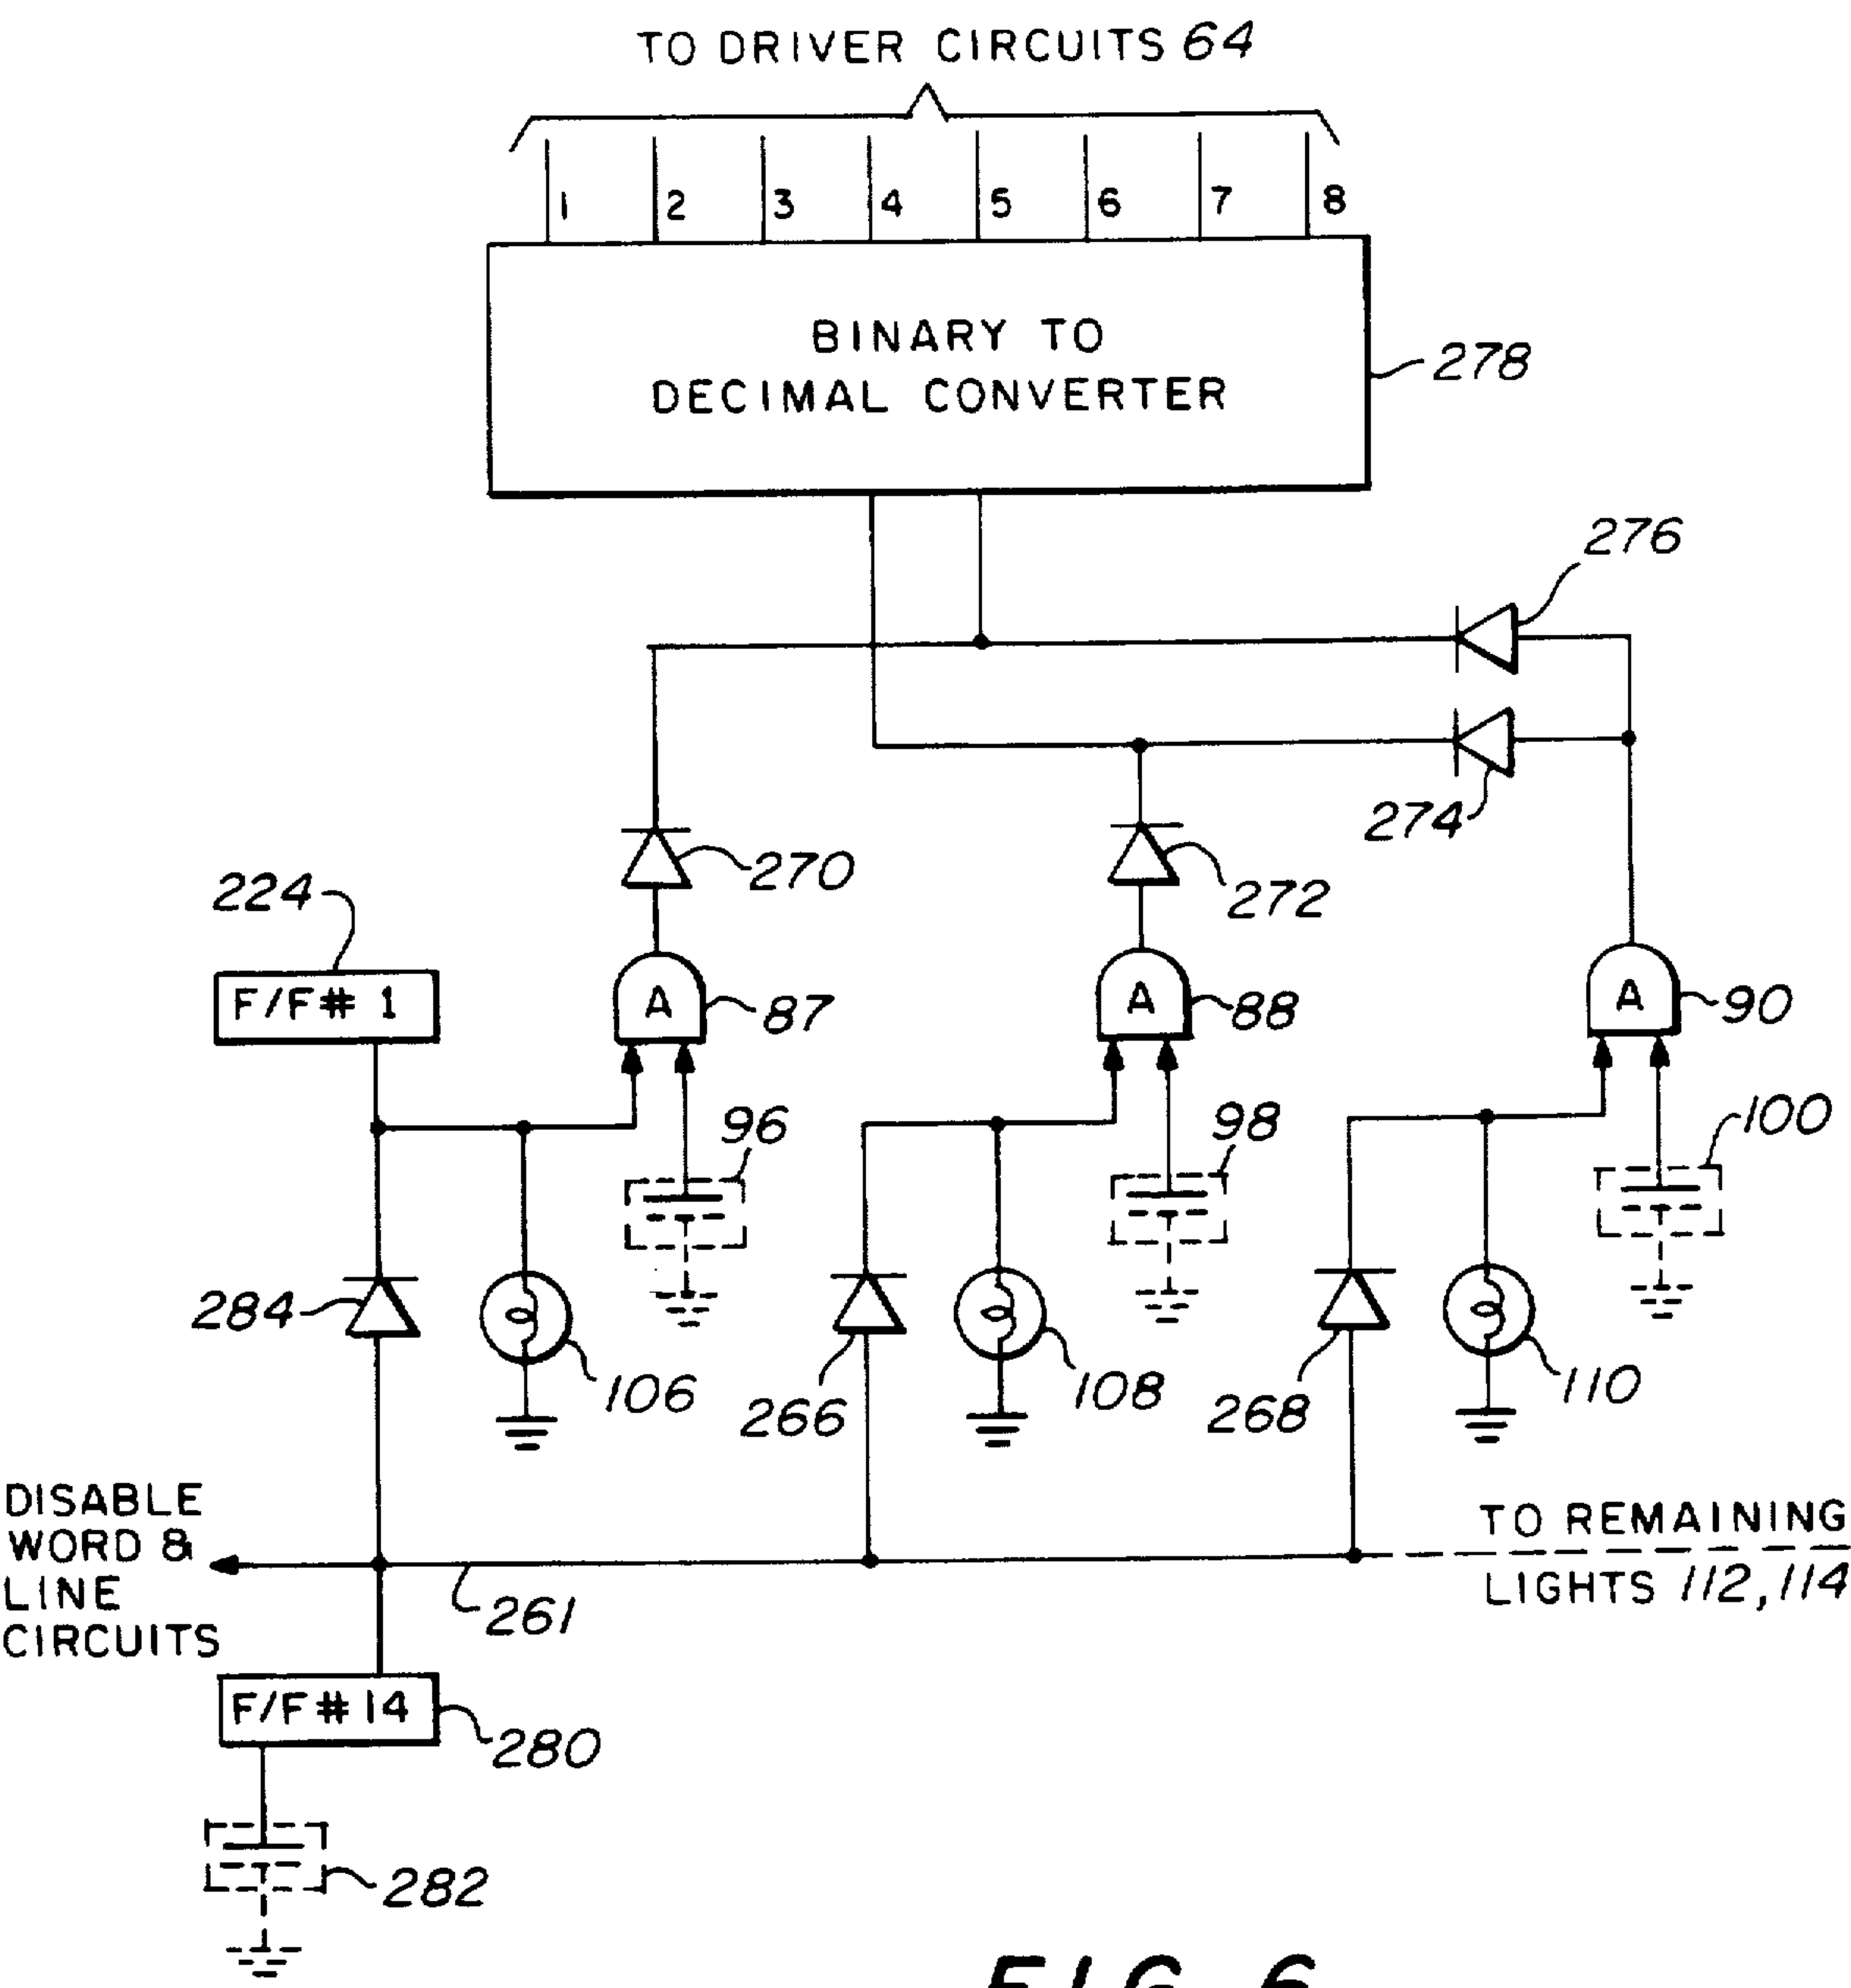 TO DRIVER CIRCUITS 64
1 2 3 4 5 6 7 8
BINARY TO
DECIMAL CONVERTER
278
276
274
270
272
224
F/F# 1
A
87
A
88
A
90
96
98
100
284
106
266
108
268
110
DISABLE
WORD &
LINE
CIRCUITS
261
TO REMAINING
LIGHTS 112, 114
F/F# 14
280
282
FIG. 6